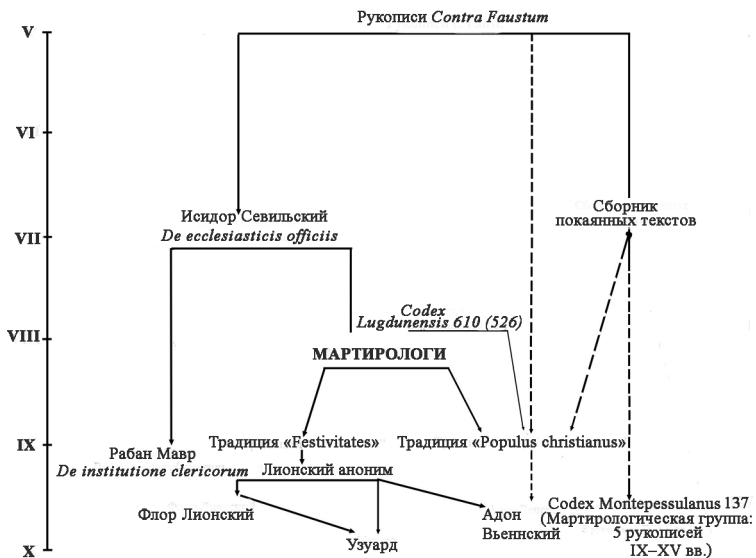 Рукописи Contra Faustum
V
VI
Исидор Севильский
De ecclesiasticis officiis
Сборник
покаянных текстов
VII
Codex
Lugdunensis 610 (526)
VIII
МАРТИРОЛОГИ
IX
Рабан Мавр
De institutione clericorum
Традиция «Festivitates»
Традиция «Populus christianus»
Лионский аноним
Флор Лионский
Узуард
Адон
Вьеннский
Codex Montepessulanus 137
(Мартирологическая группа:
5 рукописей
IX–XV вв.)
X